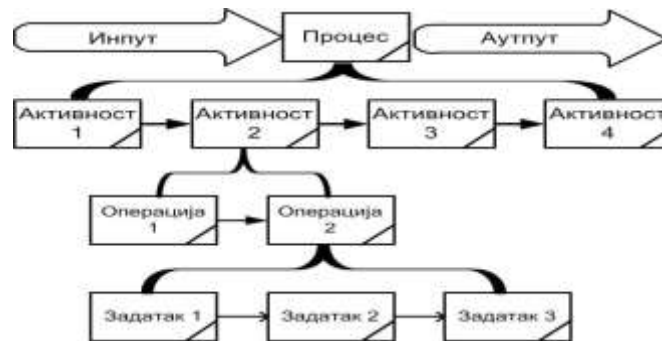 Инпут
Процес
Аутпут
Активност
1
Активност
2
Активност
3
Активност
4
Операција
1
Операција
2
Задатак 1
Задатак 2
Задатак 3